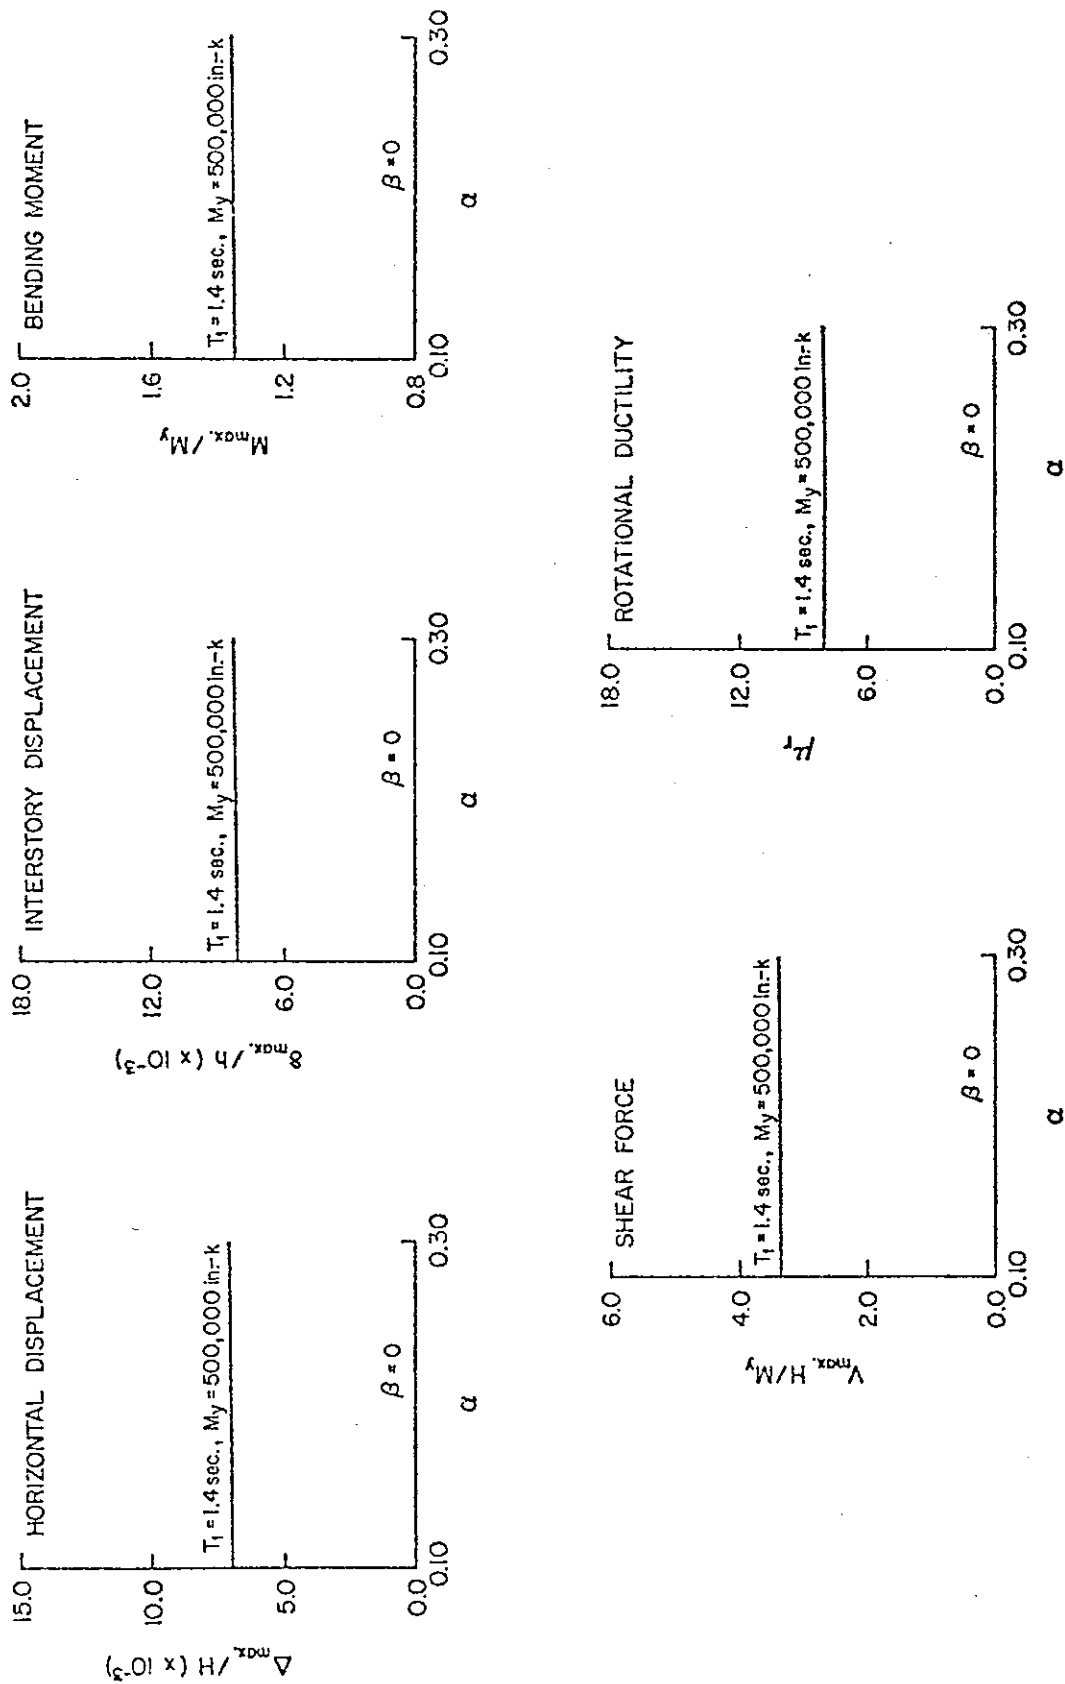 HORIZONTAL DISPLACEMENT
15.0
10.0
5.0
0.0
Δmax./H (x 10⁻³)
T₁ = 1.4 sec., My = 500,000 in.-k
β = 0
0.10
0.30
α
INTERSTORY DISPLACEMENT
18.0
12.0
6.0
0.0
δmax./h (x 10⁻³)
T₁ = 1.4 sec., My = 500,000 in.-k
β = 0
0.10
0.30
α
BENDING MOMENT
2.0
1.6
1.2
0.8
Mmax./My
T₁ = 1.4 sec., My = 500,000 in.-k
β = 0
0.10
0.30
α
SHEAR FORCE
6.0
4.0
2.0
0.0
Vmax. H/My
T₁ = 1.4 sec., My = 500,000 in.-k
β = 0
0.10
0.30
α
ROTATIONAL DUCTILITY
18.0
12.0
6.0
0.0
μr
T₁ = 1.4 sec., My = 500,000 in.-k
β = 0
0.10
0.30
α